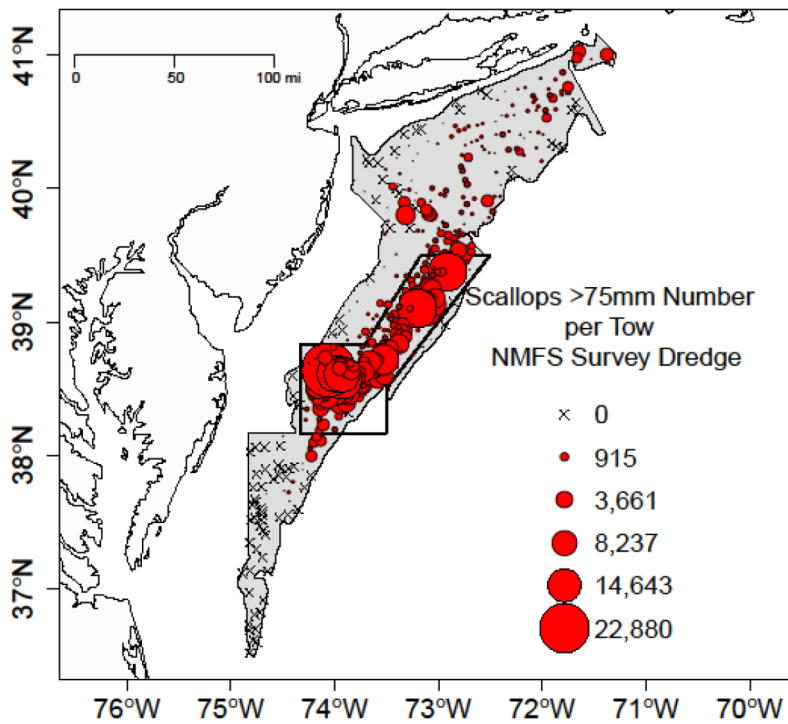 41°N
40°N
39°N
38°N
37°N
0 50 100 mi
Scallops >75mm Number
per Tow
NMFS Survey Dredge
0
915
3,661
8,237
14,643
22,880
76°W 75°W 74°W 73°W 72°W 71°W 70°W